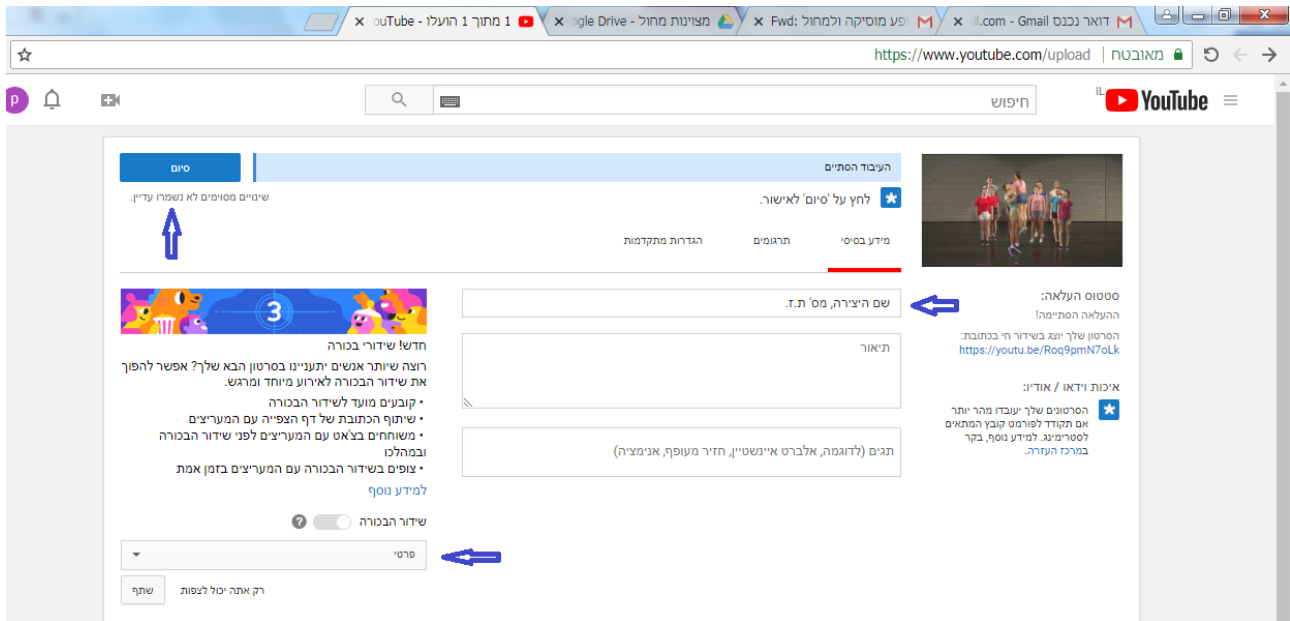 דואר נכנס - il.com - Gmail
פע מוסיקה ולמחול :Fwd
מצוינות מחול - ogle Drive
1 מתוך 1 הועלו - ouTube
https://www.youtube.com/upload | מאובטח
YouTube IL
חיפוש
p
העיבוד הסתיים
סיום
לחץ על 'סיום' לאישור.
שינויים מסוימים לא נשמרו עדיין.
מידע בסיסי
תרגומים
הגדרות מתקדמות
סטטוס העלאה:
ההעלאה הסתיימה!
הסרטון שלך יוצג בשידור חי בכתובת:
https://youtu.be/Roq9pmN7oLk
איכות וידאו / אודיו:
הסרטונים שלך יעובדו מהר יותר
אם תקודד לפורמט קובץ המתאים
לסטרימינג. למידע נוסף, בקר
במרכז העזרה.
שם היצירה, מס' ת.ז.
תיאור
תגים (לדוגמה, אלברט איינשטיין, חזיר מעופף, אנימציה)
3
חדש! שידורי בכורה
רוצה שיותר אנשים יתעניינו בסרטון הבא שלך? אפשר להפוך
את שידור הבכורה לאירוע מיוחד ומרגש.
• קובעים מועד לשידור הבכורה
• שיתוף הכתובת של דף הצפייה עם המעריצים
• משוחחים בצ'אט עם המעריצים לפני שידור הבכורה
ובמהלכו
• צופים בשידור הבכורה עם המעריצים בזמן אמת
למידע נוסף
שידור הבכורה ?
פרטי
רק אתה יכול לצפות
שתף